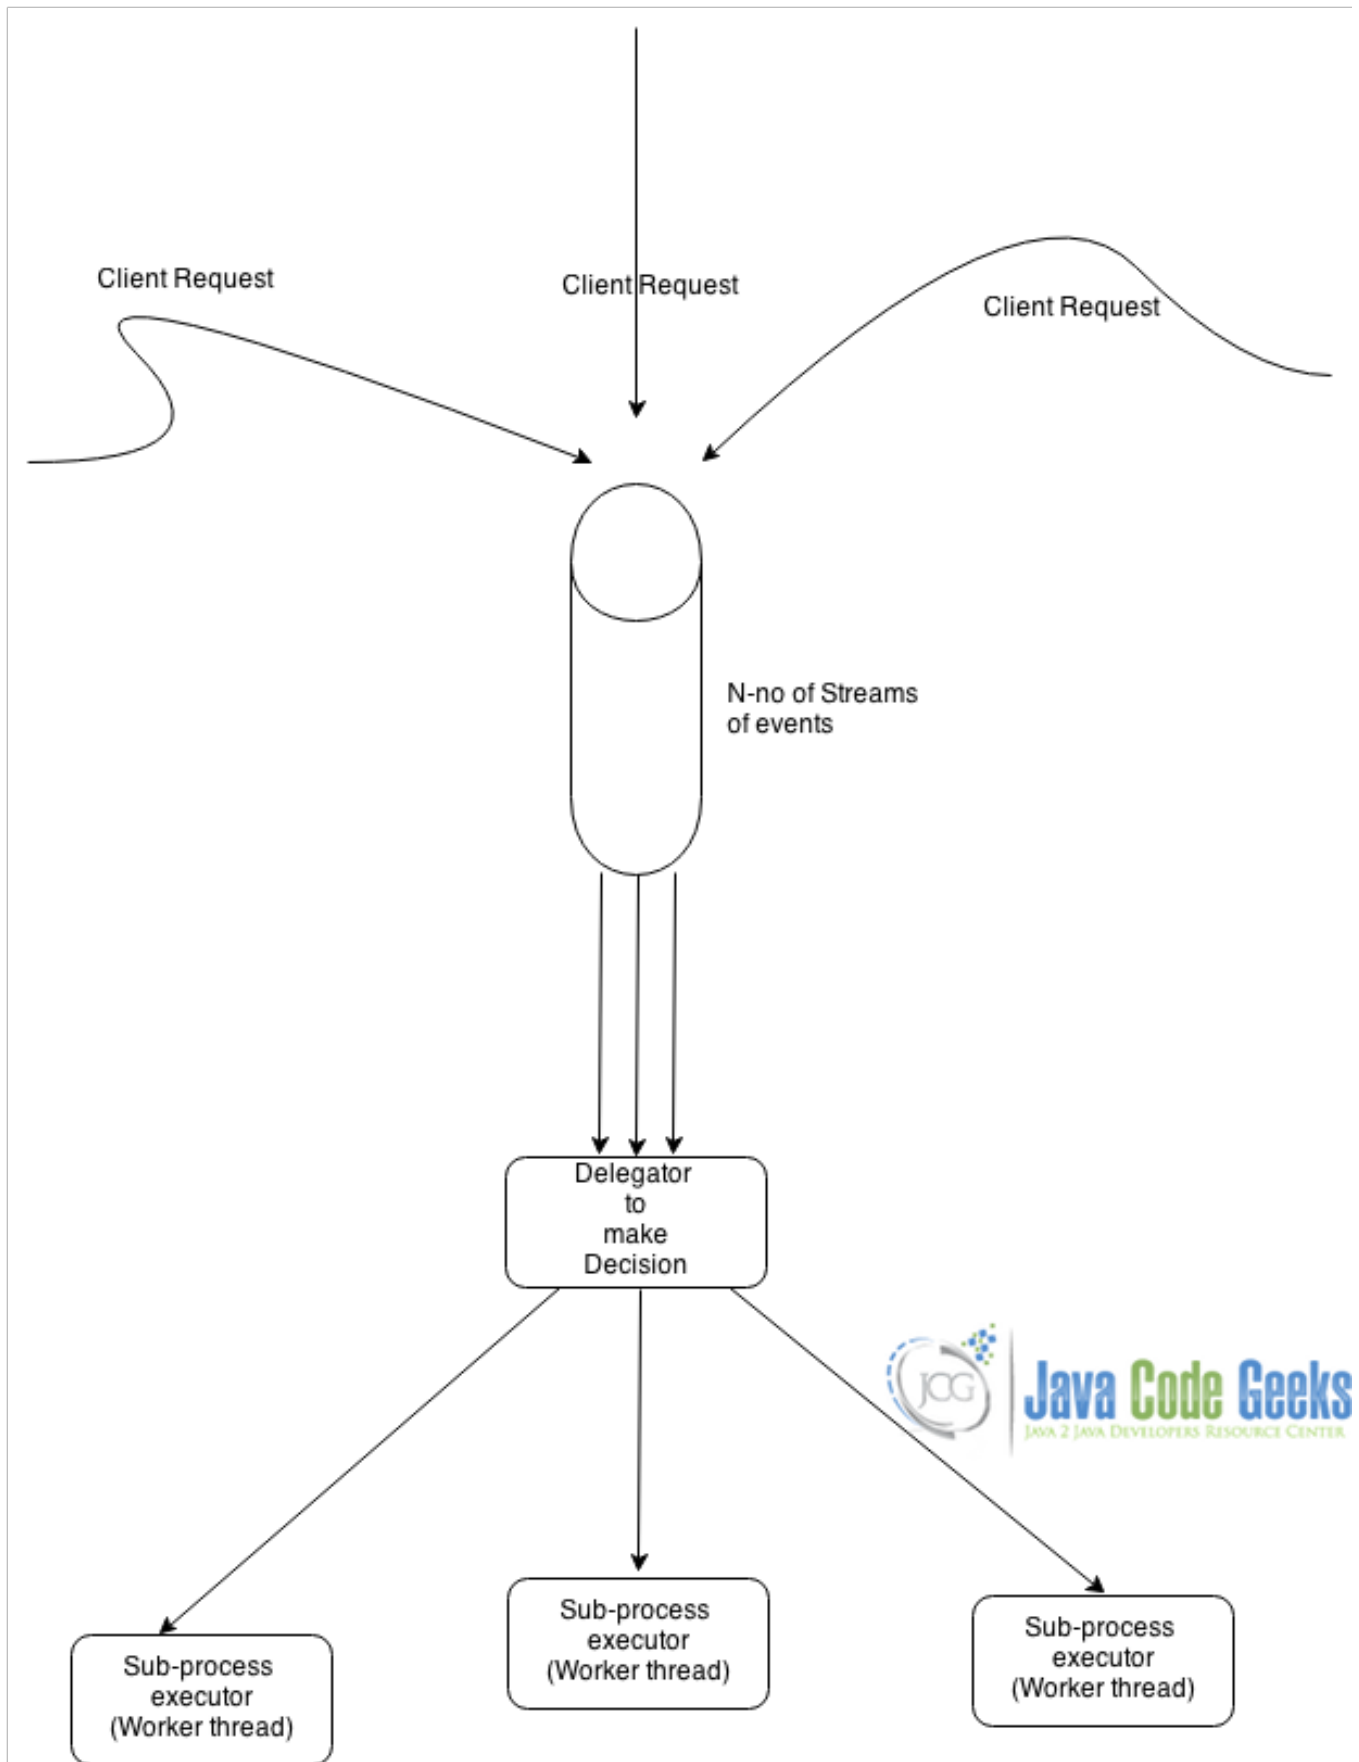 Client Request
Client Request
Client Request
N-no of Streams
of events
Delegator
to
make
Decision
JCG
Java Code Geeks
JAVA 2 JAVA DEVELOPERS RESOURCE CENTER
Sub-process
executor
(Worker thread)
Sub-process
executor
(Worker thread)
Sub-process
executor
(Worker thread)